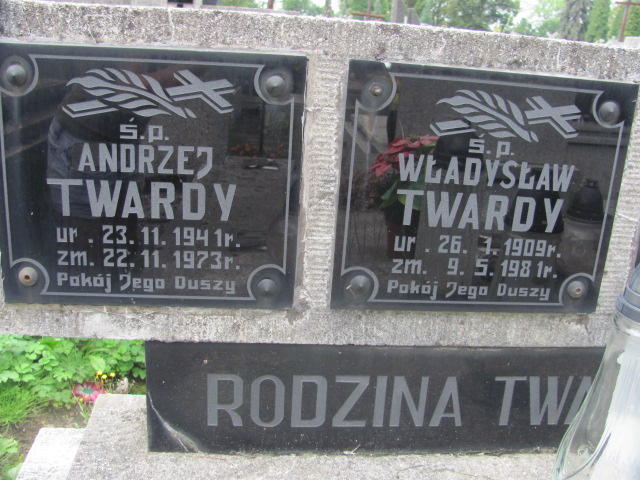 Ś.P.
ANDRZEJ
TWARDY
ur. 23.11.1941r.
zm. 22.11.1973r.
Pokój Jego Duszy
Ś.P.
WŁADYSŁAW
TWARDY
ur. 26. 1.1909r.
zm. 9.5.1981r.
Pokój Jego Duszy
RODZINA TWA